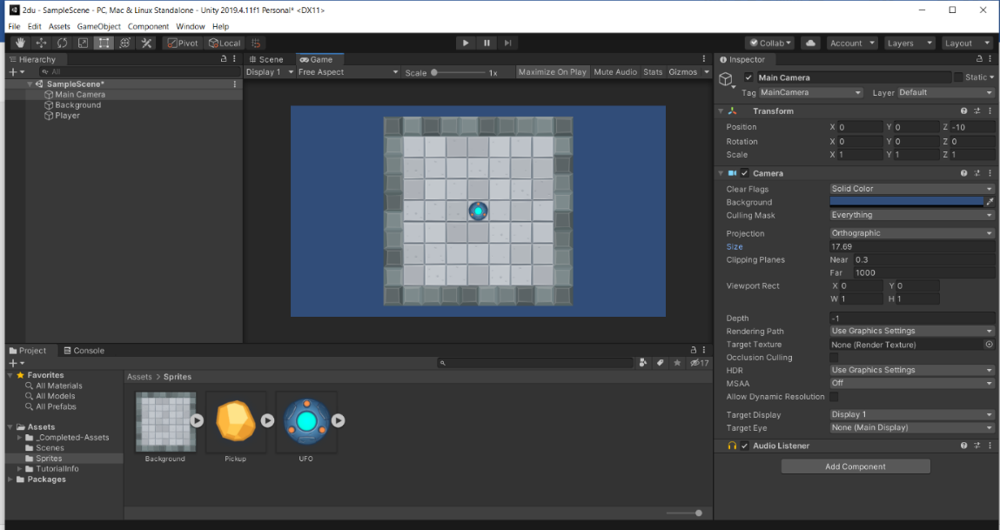 2du - SampleScene - PC, Mac & Linux Standalone - Unity 2019.4.11f1 Personal* <DX11>
File Edit Assets GameObject Component Window Help
Pivot Local Collab Account Layers Layout
Hierarchy
All
SampleScene*
Main Camera
Background
Player
Scene Game
Display 1 Free Aspect Scale 1x Maximize On Play Mute Audio Stats Gizmos
Inspector
Main Camera Static
Tag MainCamera Layer Default
Transform
Position X 0 Y 0 Z -10
Rotation X 0 Y 0 Z 0
Scale X 1 Y 1 Z 1
Camera
Clear Flags Solid Color
Background
Culling Mask Everything
Projection Orthographic
Size 17.69
Clipping Planes Near 0.3
Far 1000
Viewport Rect X 0 Y 0
W 1 H 1
Depth -1
Rendering Path Use Graphics Settings
Target Texture None (Render Texture)
Occlusion Culling
HDR Use Graphics Settings
MSAA Off
Allow Dynamic Resolution
Target Display Display 1
Target Eye None (Main Display)
Audio Listener
Add Component
Project Console
17
Favorites
All Materials
All Models
All Prefabs
Assets
_Completed-Assets
Scenes
Sprites
TutorialInfo
Packages
Assets > Sprites
Background Pickup UFO